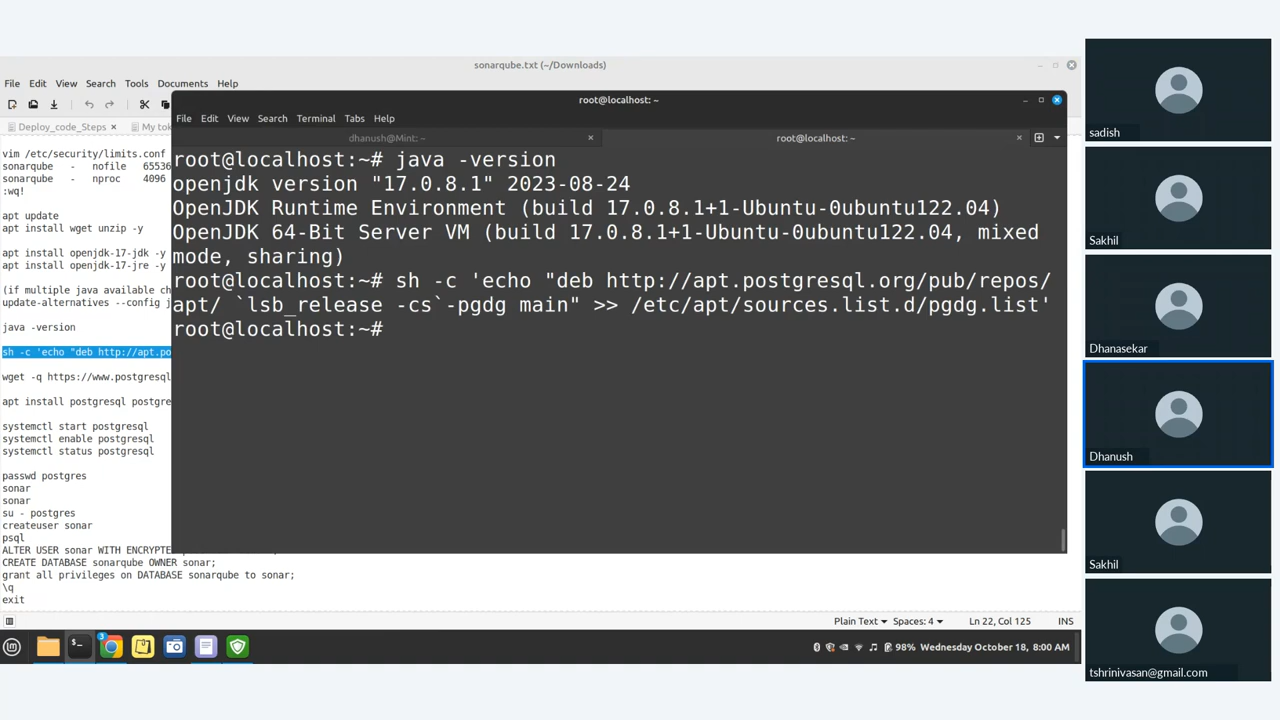 sonarqube.txt (~/Downloads)
File Edit View Search Tools Documents Help
root@localhost: ~
File Edit View Search Terminal Tabs Help
Deploy_code_Steps
dhanush@Mint: ~
root@localhost: ~
vim /etc/security/limits.conf
sonarqube - nofile 65536
sonarqube - nproc 4096
:wq!
apt update
apt install wget unzip -y
apt install openjdk-17-jdk -y
apt install openjdk-17-jre -y
(if multiple java available
update-alternatives --config
java -version
sh -c 'echo "deb http://apt.po
wget -q https://www.postgresql
apt install postgresql postgre
systemctl start postgresql
systemctl enable postgresql
systemctl status postgresql
passwd postgres
sonar
sonar
su - postgres
createuser sonar
psql
ALTER USER sonar WITH ENCRYPTE
CREATE DATABASE sonarqube OWNER sonar;
grant all privileges on DATABASE sonarqube to sonar;
\q
exit
root@localhost:~# java -version
openjdk version "17.0.8.1" 2023-08-24
OpenJDK Runtime Environment (build 17.0.8.1+1-Ubuntu-0ubuntu122.04)
OpenJDK 64-Bit Server VM (build 17.0.8.1+1-Ubuntu-0ubuntu122.04, mixed
mode, sharing)
root@localhost:~# sh -c 'echo "deb http://apt.postgresql.org/pub/repos/
apt/ `lsb_release -cs`-pgdg main" >> /etc/apt/sources.list.d/pgdg.list'
root@localhost:~#
Plain Text Spaces: 4 Ln 22, Col 125 INS
3
98% Wednesday October 18, 8:00 AM
sadish
Sakhil
Dhanasekar
Dhanush
Sakhil
tshrinivasan@gmail.com